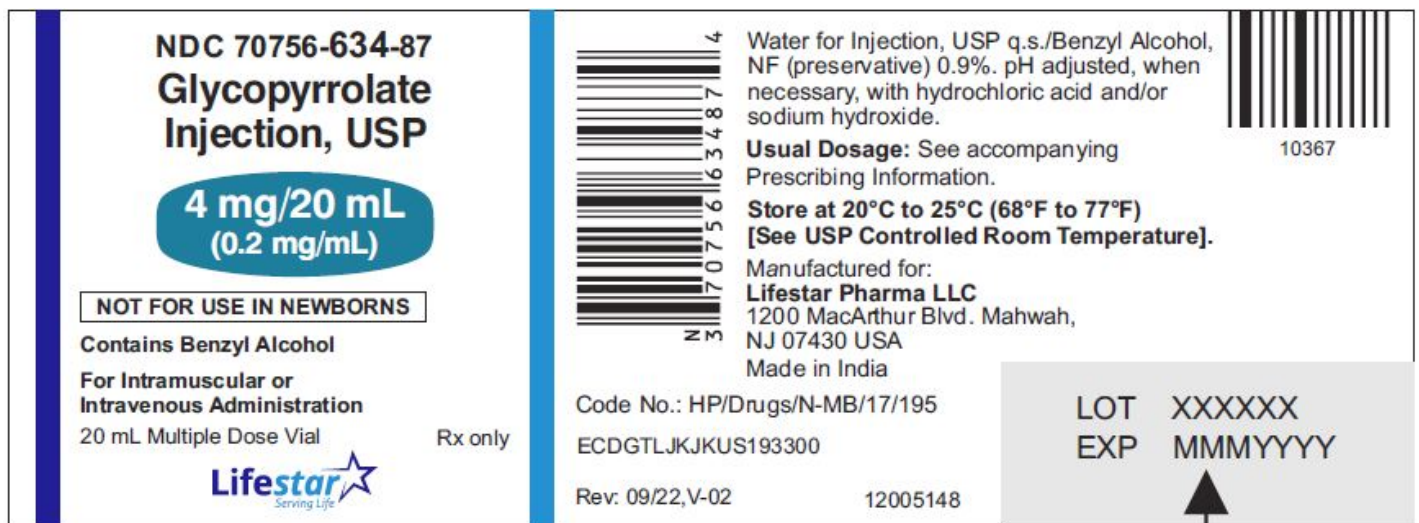 NDC 70756-634-87
Glycopyrrolate
Injection, USP
4 mg/20 mL
(0.2 mg/mL)
NOT FOR USE IN NEWBORNS
Contains Benzyl Alcohol
For Intramuscular or
Intravenous Administration
20 mL Multiple Dose Vial
Rx only
Lifestar
Serving Life
N
3
70756 63487
4
Water for Injection, USP q.s./Benzyl Alcohol,
NF (preservative) 0.9%. pH adjusted, when
necessary, with hydrochloric acid and/or
sodium hydroxide.
Usual Dosage: See accompanying
Prescribing Information.
Store at 20°C to 25°C (68°F to 77°F)
[See USP Controlled Room Temperature].
Manufactured for:
Lifestar Pharma LLC
1200 MacArthur Blvd. Mahwah,
NJ 07430 USA
Made in India
Code No.: HP/Drugs/N-MB/17/195
ECDGTLJKJKUS193300
Rev: 09/22,V-02
12005148
10367
LOT XXXXXX
EXP MMMYYYY